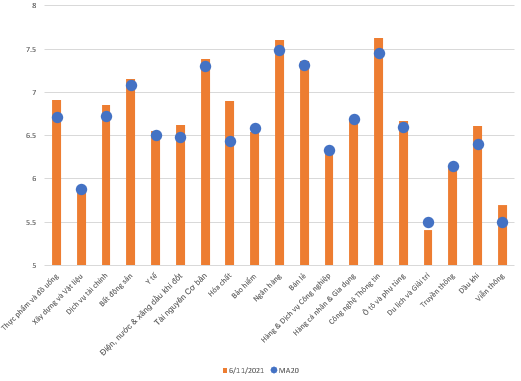 8
7.5
7
6.5
6
5.5
5
Thực phẩm và đồ uống
Xây dựng và Vật liệu
Dịch vụ tài chính
Bất động sản
Y tế
Điện, nước & xăng dầu khí đốt
Tài nguyên Cơ bản
Hóa chất
Bảo hiểm
Ngân hàng
Bán lẻ
Hàng & Dịch vụ Công nghiệp
Hàng cá nhân & Gia dụng
Công nghệ Thông tin
Ô tô và phụ tùng
Du lịch và Giải trí
Truyền thông
Dầu khí
Viễn thông
6/11/2021 MA20